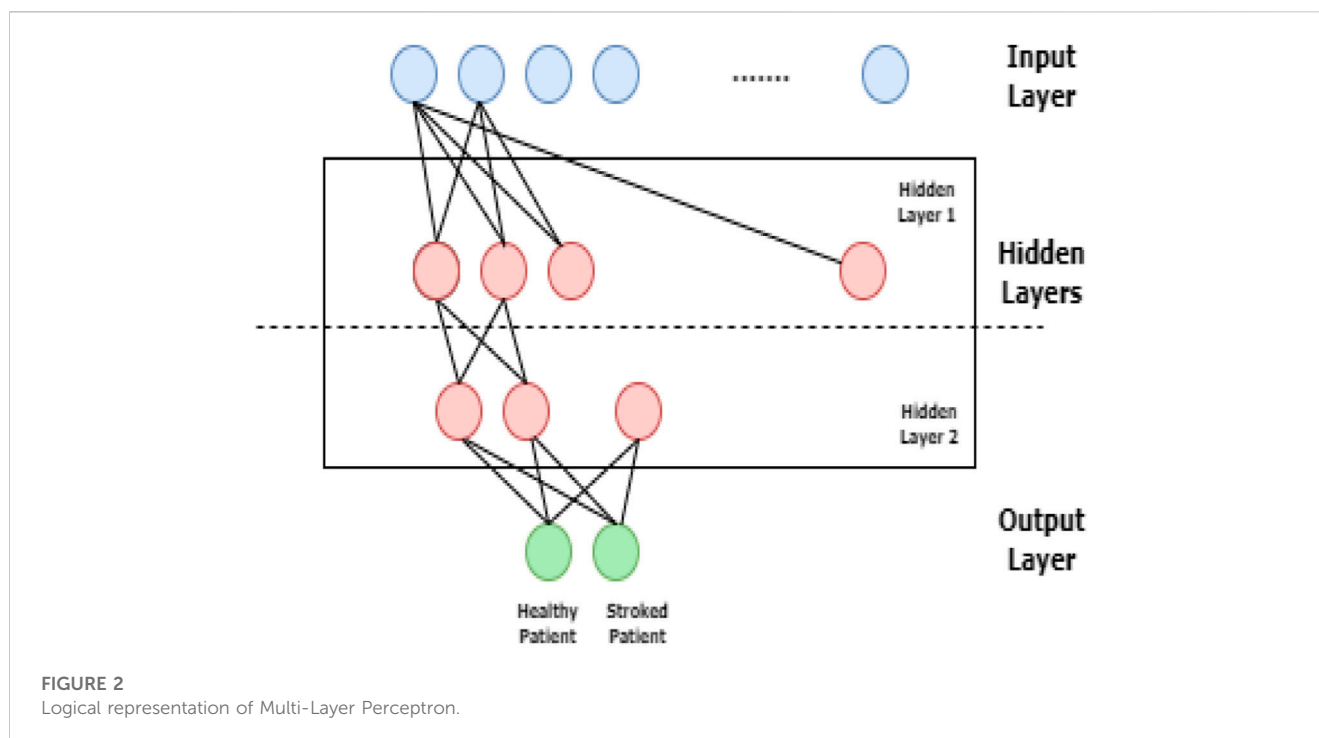 Input
Layer
.......
Hidden
Layer 1
Hidden
Layers
Hidden
Layer 2
Output
Layer
Healthy
Patient
Stroked
Patient
FIGURE 2
Logical representation of Multi-Layer Perceptron.